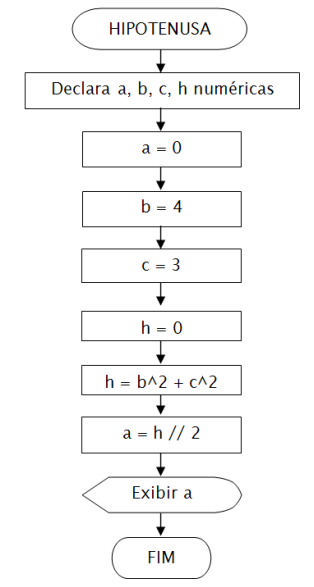 HIPOTENUSA
Declara a, b, c, h numéricas
a = 0
b = 4
c = 3
h = 0
h = b^2 + c^2
a = h // 2
Exibir a
FIM